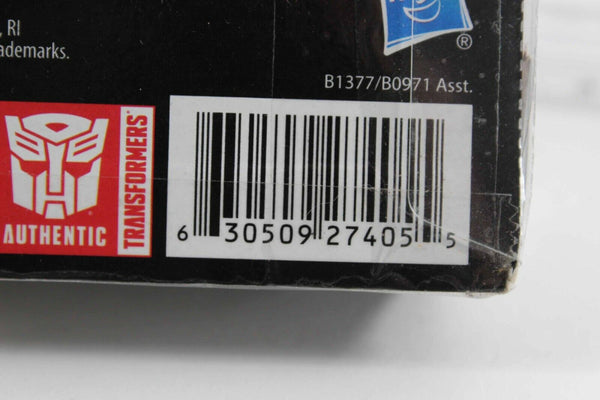 , RI
ademarks.
®
B1377/B0971 Asst.
TRANSFORMERS
AUTHENTIC
6 30509 27405 5